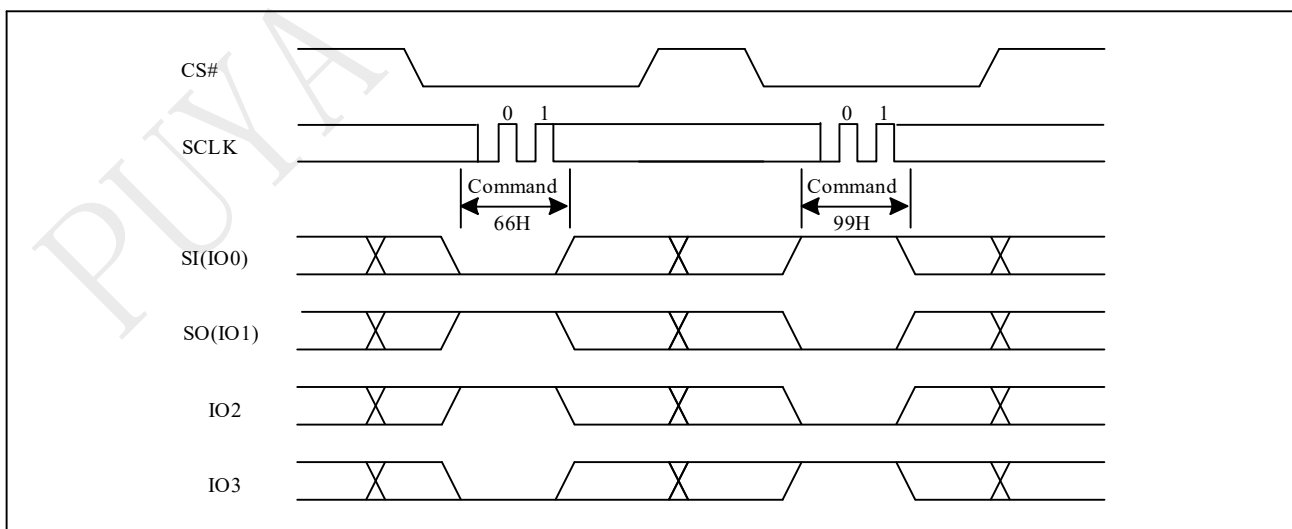 PUYA
CS#
0 1 0 1
SCLK
Command Command
66H 99H
SI(IO0)
SO(IO1)
IO2
IO3